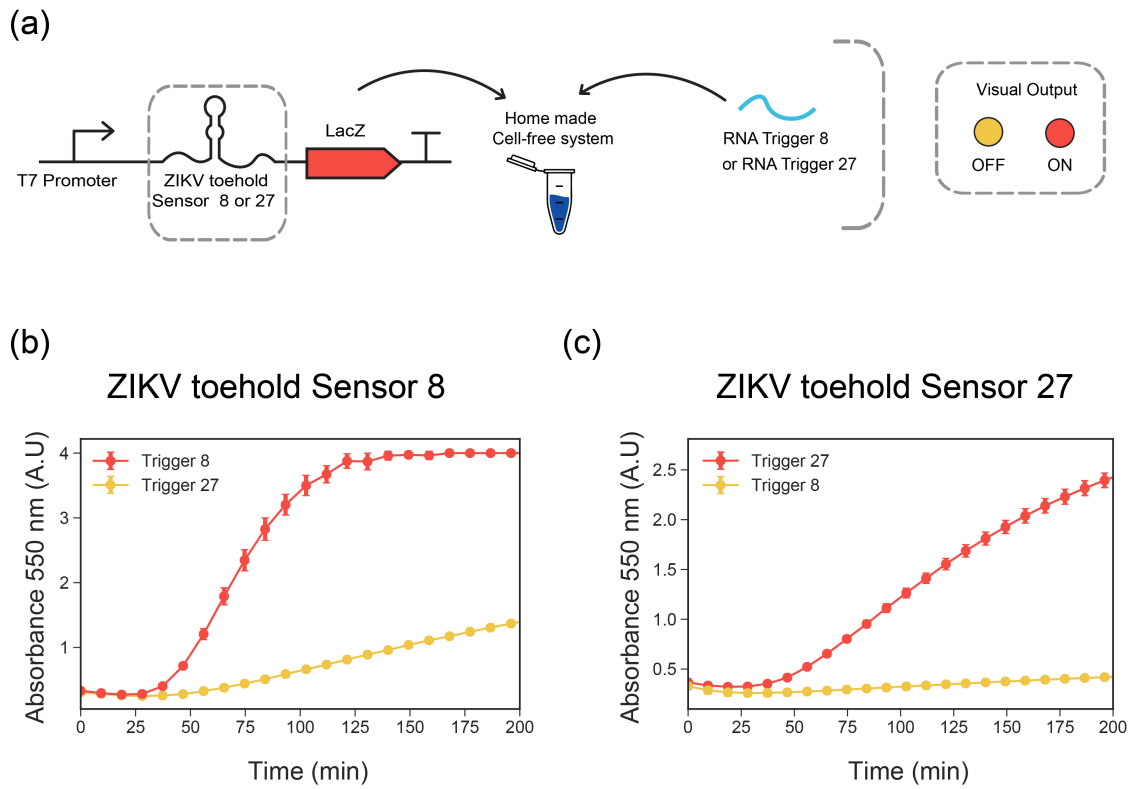 (a)
T7 Promoter
ZIKV toehold
Sensor 8 or 27
LacZ
Home made
Cell-free system
RNA Trigger 8
or RNA Trigger 27
Visual Output
OFF
ON
(b)
ZIKV toehold Sensor 8
Absorbance 550 nm (A.U)
4
3
2
1
Trigger 8
Trigger 27
0 25 50 75 100 125 150 175 200
Time (min)
(c)
ZIKV toehold Sensor 27
Absorbance 550 nm (A.U)
2.5
2.0
1.5
1.0
0.5
Trigger 27
Trigger 8
0 25 50 75 100 125 150 175 200
Time (min)